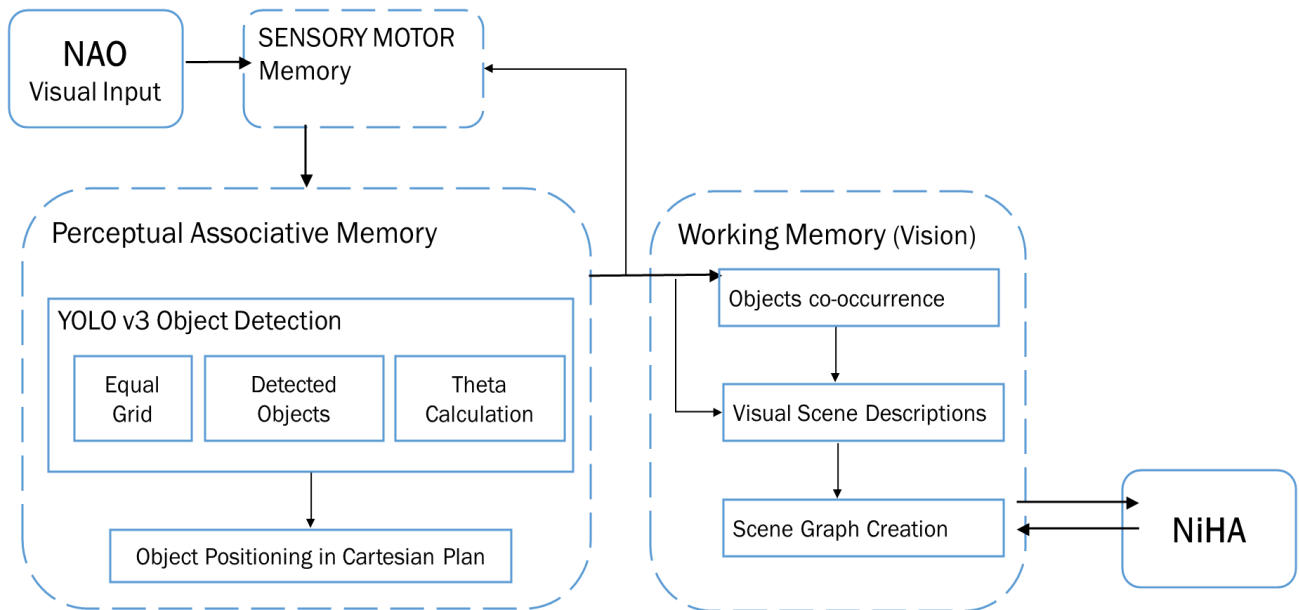 NAO
Visual Input
SENSORY MOTOR
Memory
Perceptual Associative Memory
YOLO v3 Object Detection
Equal
Grid
Detected
Objects
Theta
Calculation
Object Positioning in Cartesian Plan
Working Memory (Vision)
Objects co-occurrence
Visual Scene Descriptions
Scene Graph Creation
NiHA